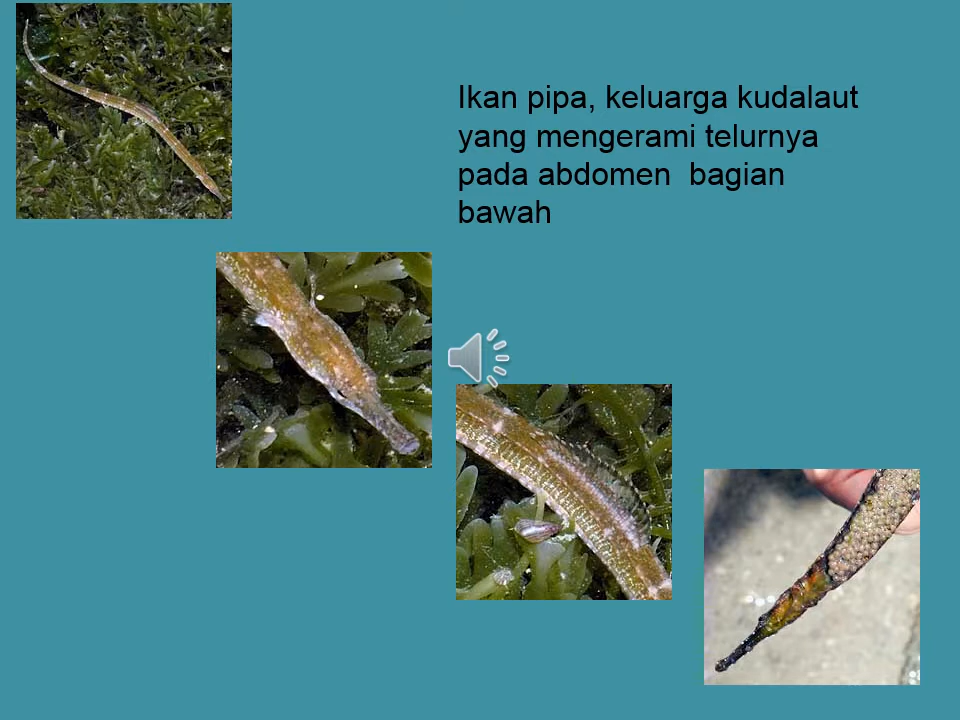 Ikan pipa, keluarga kudalaut
yang mengerami telurnya
pada abdomen  bagian
bawah